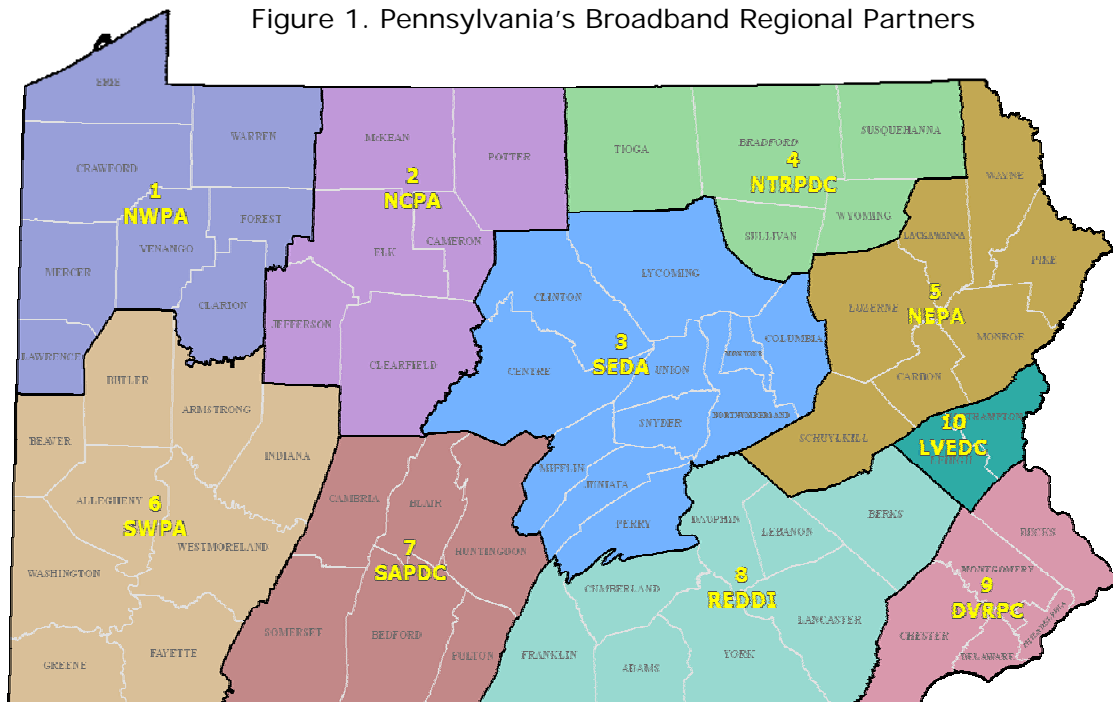 Figure 1. Pennsylvania's Broadband Regional Partners
ERIE
WARREN
CRAWFORD
1
NWPA
FOREST
VENANGO
MERCER
CLARION
LAWRENCE
McKEAN
POTTER
2
NCPA
ELK
CAMERON
JEFFERSON
CLEARFIELD
TIOGA
BRADFORD
SUSQUEHANNA
4
NTRPDC
WYOMING
SULLIVAN
LYCOMING
CLINTON
3
SEDA
CENTRE
UNION
COLUMBIA
SNYDER
NORTHUMBERLAND
MIFFLIN
JUNIATA
PERRY
WAYNE
LACKAWANNA
PIKE
LUZERNE
5
NEPA
MONROE
CARBON
SCHUYLKILL
10
LVEDC
BUTLER
ARMSTRONG
BEAVER
INDIANA
ALLEGHENY
6
SWPA
WESTMORELAND
WASHINGTON
FAYETTE
GREENE
CAMBRIA
BLAIR
HUNTINGDON
7
SAPDC
SOMERSET
BEDFORD
FULTON
DAUPHIN
LEBANON
BERKS
CUMBERLAND
8
REDDI
LANCASTER
FRANKLIN
ADAMS
YORK
BUCKS
MONTGOMERY
9
DVRPC
CHESTER
PHILADELPHIA
DELAWARE